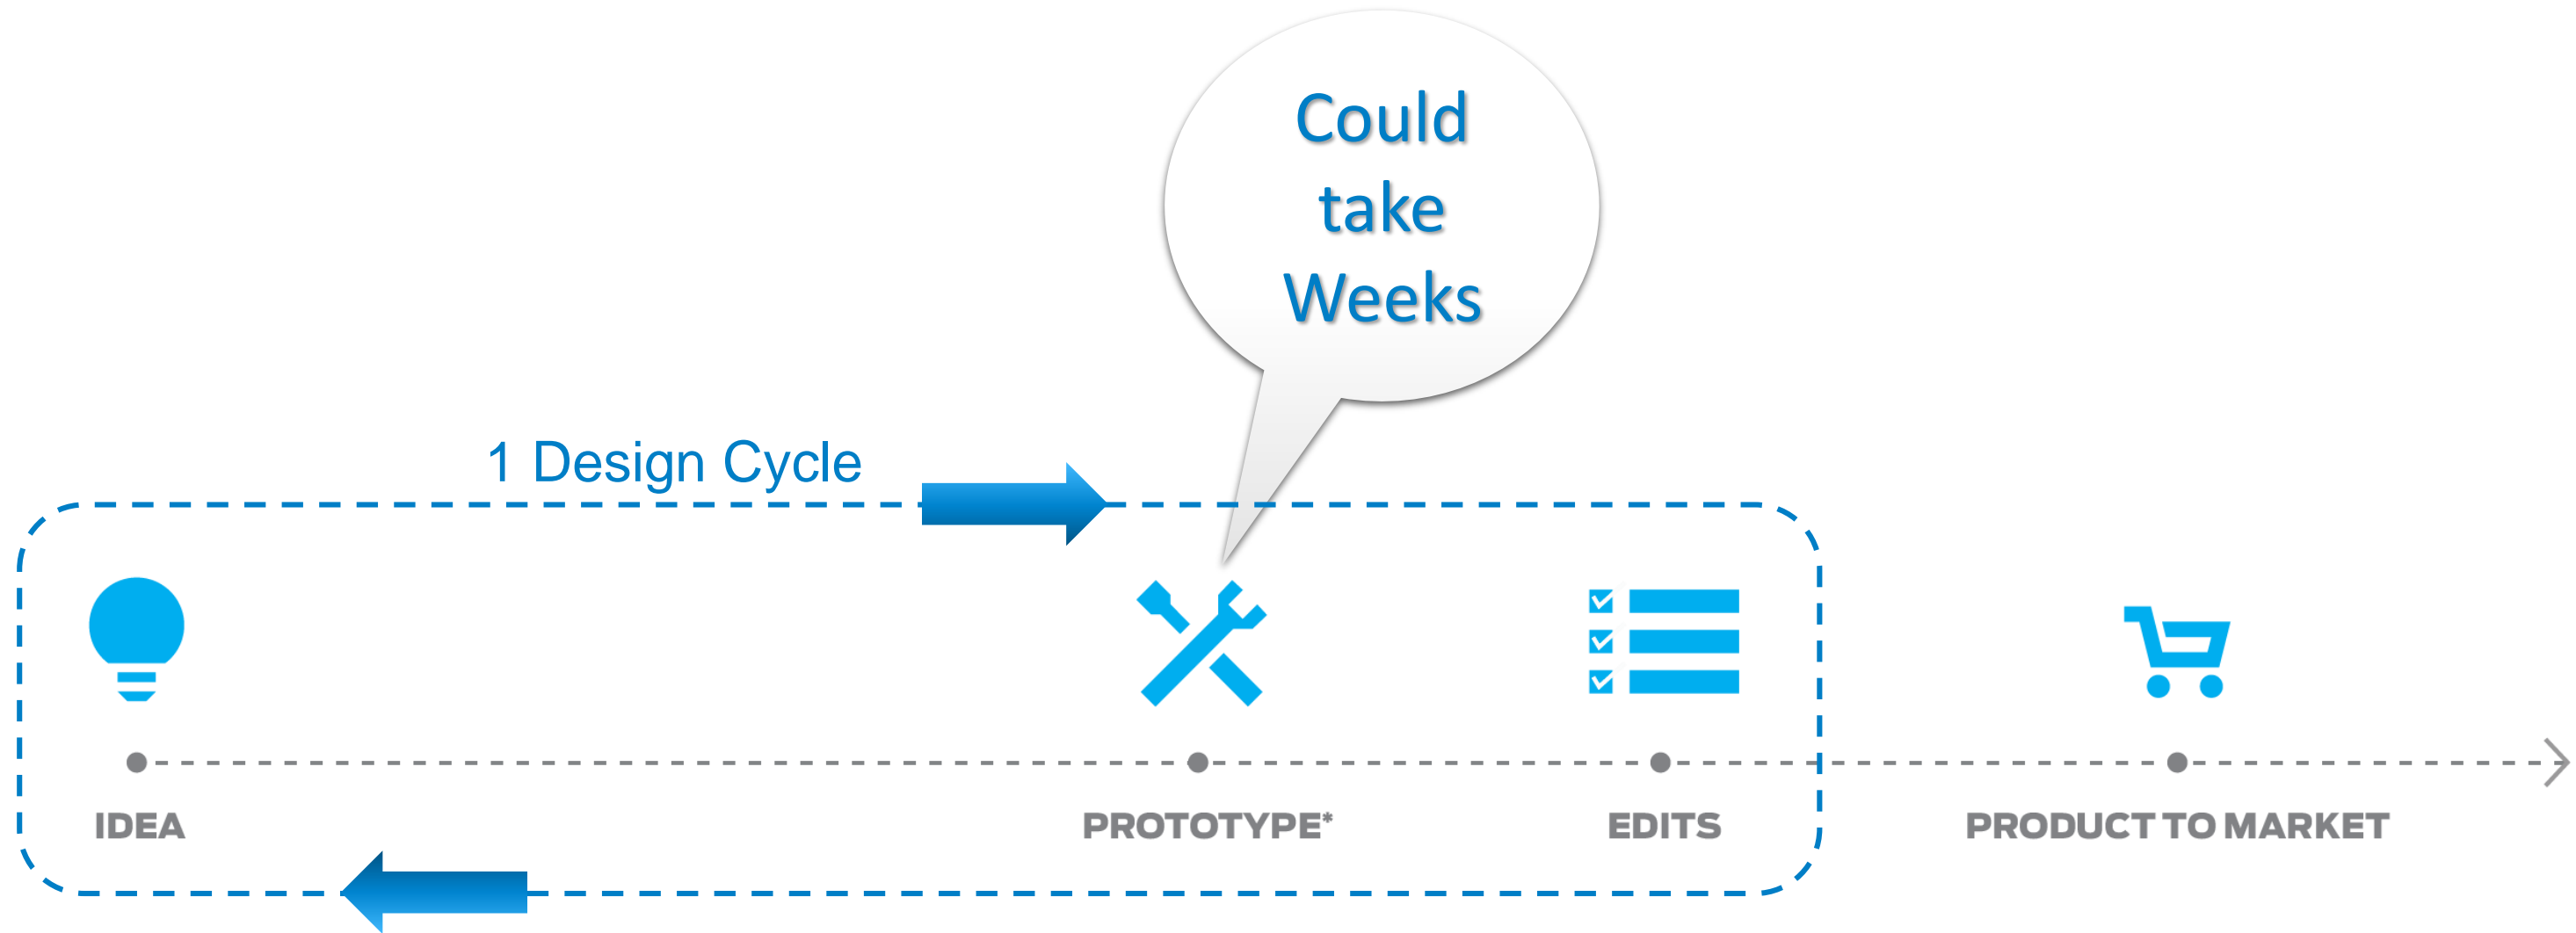 Could
take
Weeks
1 Design Cycle
IDEA
PROTOTYPE*
EDITS
PRODUCT TO MARKET